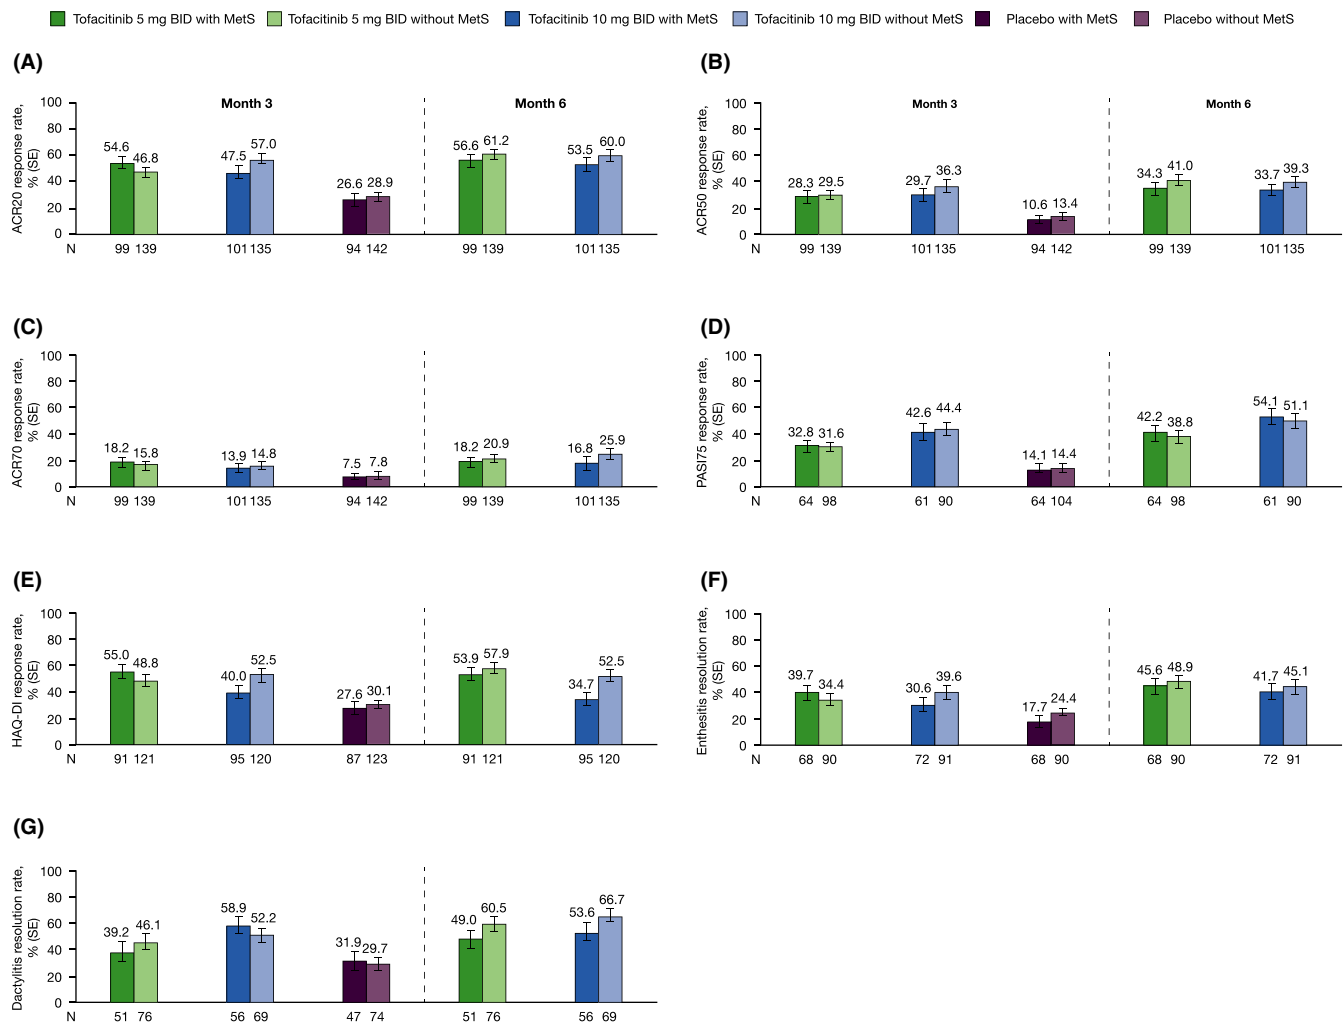 Tofacitinib 5 mg BID with MetS Tofacitinib 5 mg BID without MetS Tofacitinib 10 mg BID with MetS Tofacitinib 10 mg BID without MetS Placebo with MetS Placebo without MetS
(A)
ACR20 response rate,
% (SE)
100
80
60
40
20
0
Month 3 Month 6
54.6 46.8 47.5 57.0 26.6 28.9 56.6 61.2 53.5 60.0
N 99 139 101 135 94 142 99 139 101 135
(B)
ACR50 response rate,
% (SE)
100
80
60
40
20
0
Month 3 Month 6
28.3 29.5 29.7 36.3 10.6 13.4 34.3 41.0 33.7 39.3
N 99 139 101 135 94 142 99 139 101 135
(C)
ACR70 response rate,
% (SE)
100
80
60
40
20
0
18.2 15.8 13.9 14.8 7.5 7.8 18.2 20.9 16.8 25.9
N 99 139 101 135 94 142 99 139 101 135
(D)
PASI75 response rate,
% (SE)
100
80
60
40
20
0
32.8 31.6 42.6 44.4 14.1 14.4 42.2 38.8 54.1 51.1
N 64 98 61 90 64 104 64 98 61 90
(E)
HAQ-DI response rate,
% (SE)
100
80
60
40
20
0
55.0 48.8 40.0 52.5 27.6 30.1 53.9 57.9 34.7 52.5
N 91 121 95 120 87 123 91 121 95 120
(F)
Enthesitis resolution rate,
% (SE)
100
80
60
40
20
0
39.7 34.4 30.6 39.6 17.7 24.4 45.6 48.9 41.7 45.1
N 68 90 72 91 68 90 68 90 72 91
(G)
Dactylitis resolution rate,
% (SE)
100
80
60
40
20
0
39.2 46.1 58.9 52.2 31.9 29.7 49.0 60.5 53.6 66.7
N 51 76 56 69 47 74 51 76 56 69